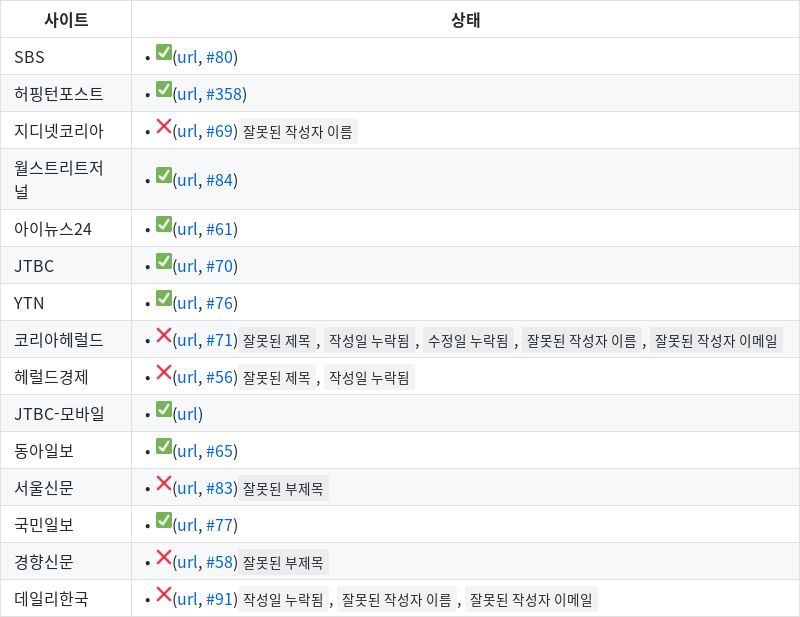 사이트 상태
SBS • ✅(url, #80)
허핑턴포스트 • ✅(url, #358)
지디넷코리아 • ❌(url, #69) 잘못된 작성자 이름
월스트리트저
널 • ✅(url, #84)
아이뉴스24 • ✅(url, #61)
JTBC • ✅(url, #70)
YTN • ✅(url, #76)
코리아헤럴드 • ❌(url, #71) 잘못된 제목 , 작성일 누락됨 , 수정일 누락됨 , 잘못된 작성자 이름 , 잘못된 작성자 이메일
헤럴드경제 • ❌(url, #56) 잘못된 제목 , 작성일 누락됨
JTBC-모바일 • ✅(url)
동아일보 • ✅(url, #65)
서울신문 • ❌(url, #83) 잘못된 부제목
국민일보 • ✅(url, #77)
경향신문 • ❌(url, #58) 잘못된 부제목
데일리한국 • ❌(url, #91) 작성일 누락됨 , 잘못된 작성자 이름 , 잘못된 작성자 이메일